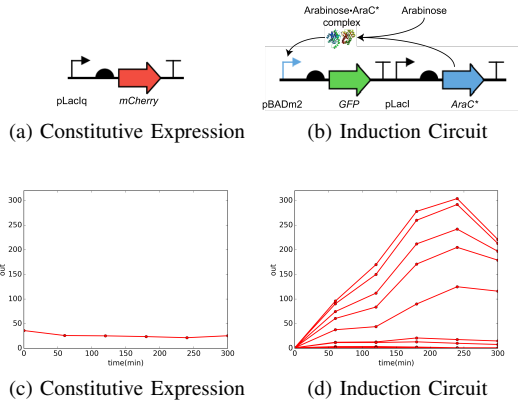 Arabinose•AraC*
complex
Arabinose
pLacIq
mCherry
pBADm2
GFP
pLacI
AraC*
(a) Constitutive Expression
(b) Induction Circuit
300
250
200
150
100
50
0
out
0
50
100
150
200
250
300
time(min)
300
250
200
150
100
50
0
out
0
50
100
150
200
250
300
time(min)
(c) Constitutive Expression
(d) Induction Circuit